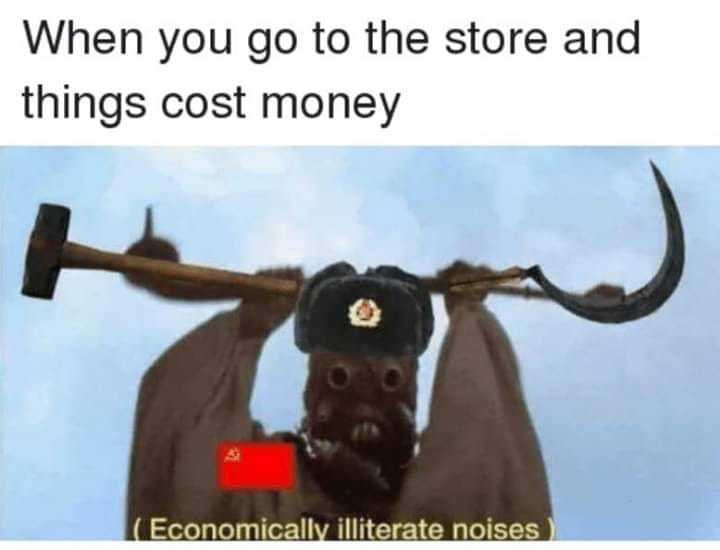 When you go to the store and
things cost money
( Economically illiterate noises )